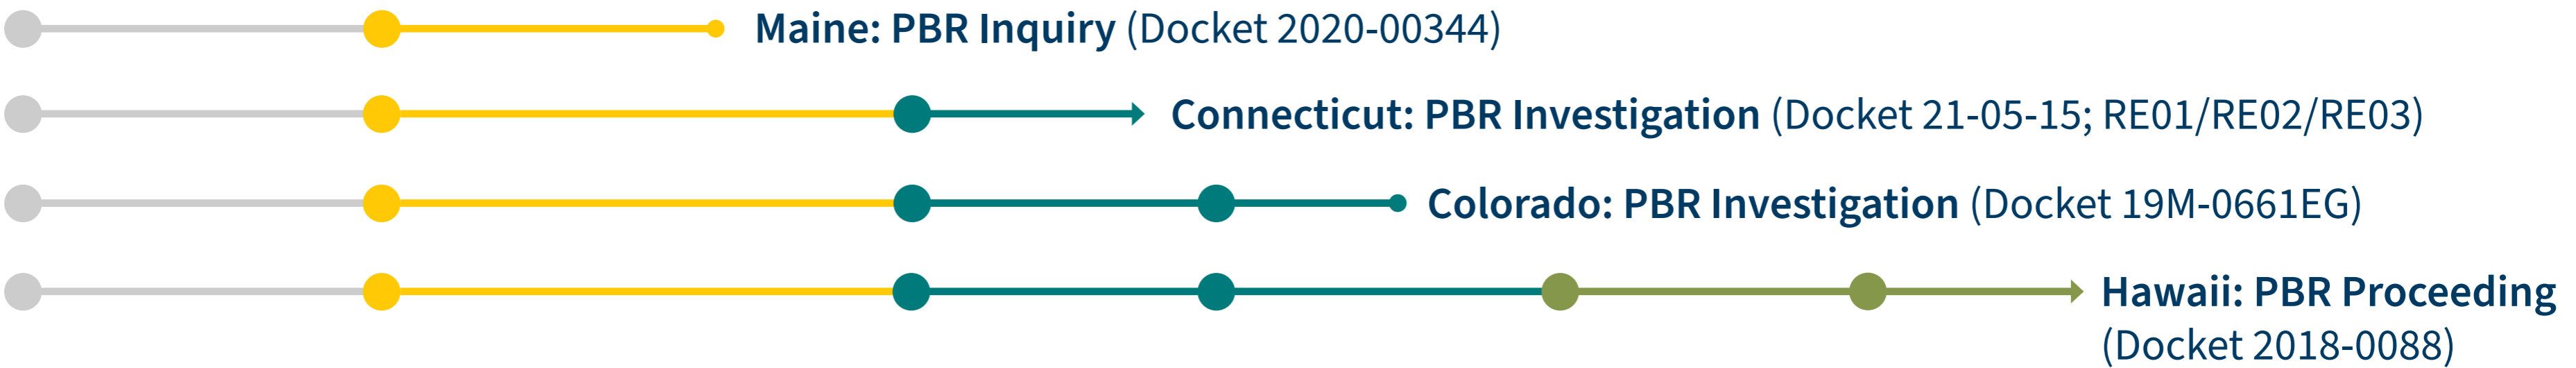 Maine: PBR Inquiry (Docket 2020-00344)
Connecticut: PBR Investigation (Docket 21-05-15; RE01/RE02/RE03)
Colorado: PBR Investigation (Docket 19M-0661EG)
Hawaii: PBR Proceeding
(Docket 2018-0088)